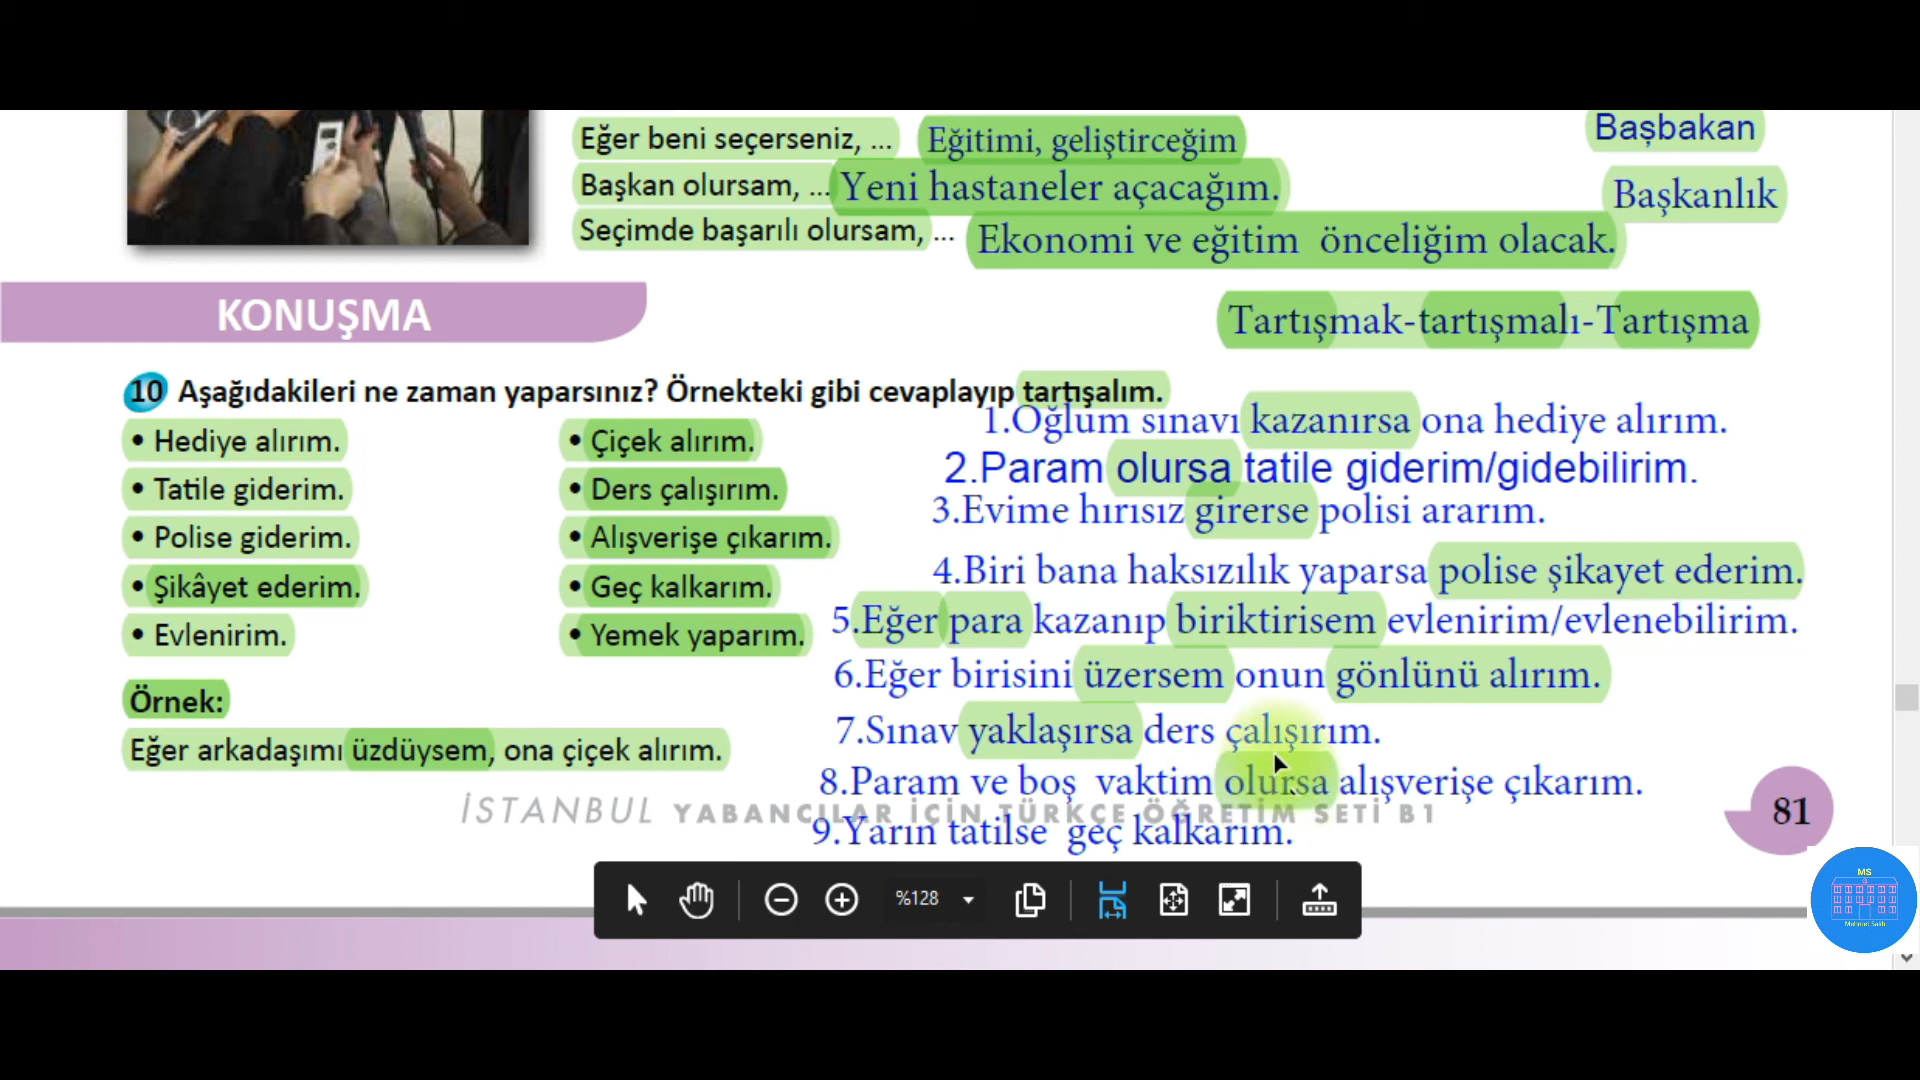 Eğer beni seçerseniz, ... Eğitimi, geliştirceğim
Başkan olursam, ... Yeni hastaneler açacağım.
Seçimde başarılı olursam, ... Ekonomi ve eğitim önceliğim olacak.
Başbakan
Başkanlık
KONUŞMA
Tartışmak-tartışmalı-Tartışma
10 Aşağıdakileri ne zaman yaparsınız? Örnekteki gibi cevaplayıp tartışalım.
• Hediye alırım.
• Tatile giderim.
• Polise giderim.
• Şikâyet ederim.
• Evlenirim.
• Çiçek alırım.
• Ders çalışırım.
• Alışverişe çıkarım.
• Geç kalkarım.
• Yemek yaparım.
Örnek:
Eğer arkadaşımı üzdüysem, ona çiçek alırım.
1.Oğlum sınavı kazanırsa ona hediye alırım.
2.Param olursa tatile giderim/gidebilirim.
3.Evime hırısız girerse polisi ararım.
4.Biri bana haksızılık yaparsa polise şikayet ederim.
5.Eğer para kazanıp biriktirisem evlenirim/evlenebilirim.
6.Eğer birisini üzersem onun gönlünü alırım.
7.Sınav yaklaşırsa ders çalışırım.
8.Param ve boş vaktim olursa alışverişe çıkarım.
9.Yarın tatilse geç kalkarım.
İSTANBUL YABANCILAR İÇİN TÜRKÇE ÖĞRETİM SETİ B1
81
%128
MS
Mehmet Salih